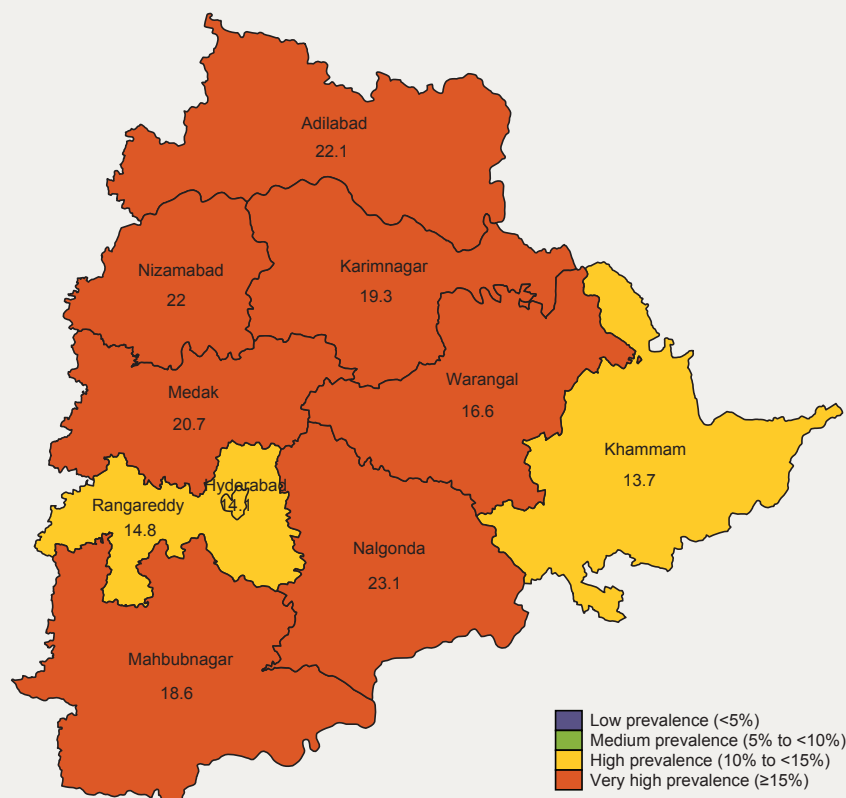 Adilabad
22.1
Nizamabad
22
Karimnagar
19.3
Medak
20.7
Warangal
16.6
Khammam
13.7
Hyderabad
14.1
Rangareddy
14.8
Nalgonda
23.1
Mahbubnagar
18.6
Low prevalence (<5%)
Medium prevalence (5% to <10%)
High prevalence (10% to <15%)
Very high prevalence (≥15%)